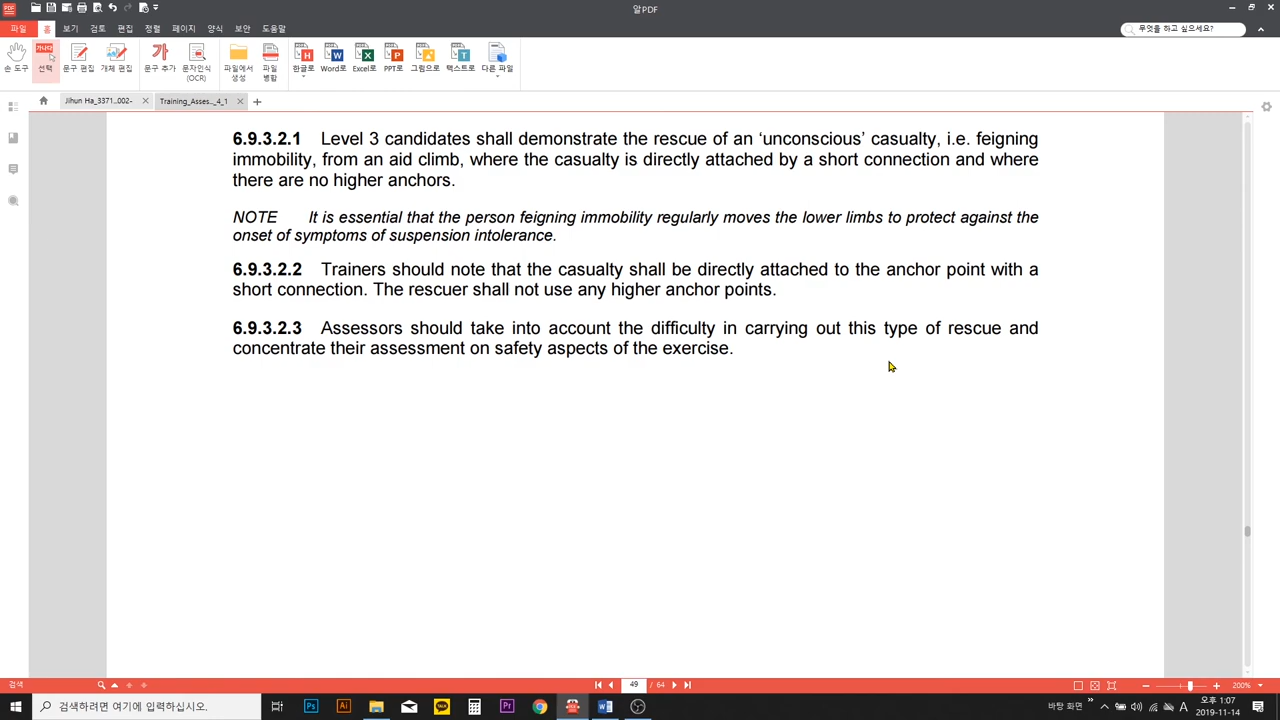 알PDF
파일 홈 보기 검토 편집 정렬 페이지 양식 보안 도움말
무엇을 하고 싶으세요?
가나다 가
손 도구 선택 문구 편집 개체 편집 문구 추가 문자인식 (OCR) 파일에서 생성 파일 병합 한글로 Word로 Excel로 PPT로 그림으로 텍스트로 다른 파일
Jihun Ha_3371...002- Training_Asses..._4_1
6.9.3.2.1 Level 3 candidates shall demonstrate the rescue of an ‘unconscious’ casualty, i.e. feigning
immobility, from an aid climb, where the casualty is directly attached by a short connection and where
there are no higher anchors.
NOTE It is essential that the person feigning immobility regularly moves the lower limbs to protect against the
onset of symptoms of suspension intolerance.
6.9.3.2.2 Trainers should note that the casualty shall be directly attached to the anchor point with a
short connection. The rescuer shall not use any higher anchor points.
6.9.3.2.3 Assessors should take into account the difficulty in carrying out this type of rescue and
concentrate their assessment on safety aspects of the exercise.
검색 49 / 64 200%
검색하려면 여기에 입력하십시오.
Ps Ai Pr
바탕 화면 A 오후 1:07
2019-11-14